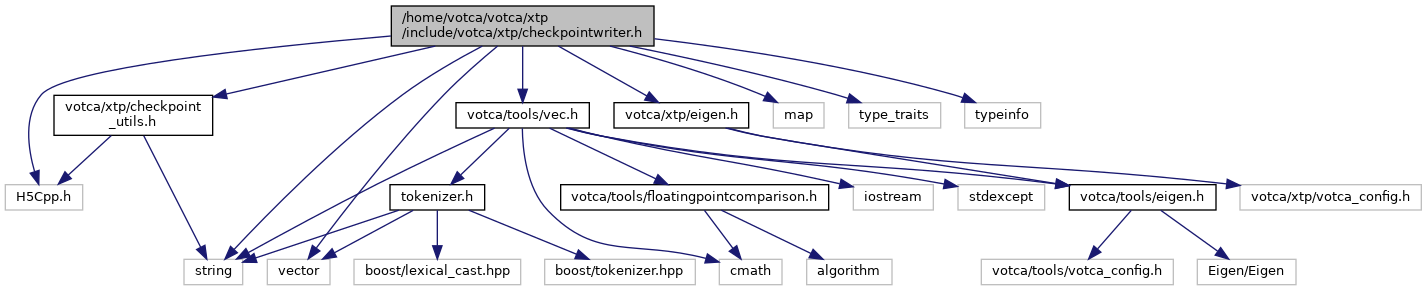 /home/votca/votca/xtp
/include/votca/xtp/checkpointwriter.h
votca/xtp/checkpoint
_utils.h
votca/tools/vec.h
votca/xtp/eigen.h
map
type_traits
typeinfo
H5Cpp.h
tokenizer.h
votca/tools/floatingpointcomparison.h
iostream
stdexcept
votca/tools/eigen.h
votca/xtp/votca_config.h
string
vector
boost/lexical_cast.hpp
boost/tokenizer.hpp
cmath
algorithm
votca/tools/votca_config.h
Eigen/Eigen